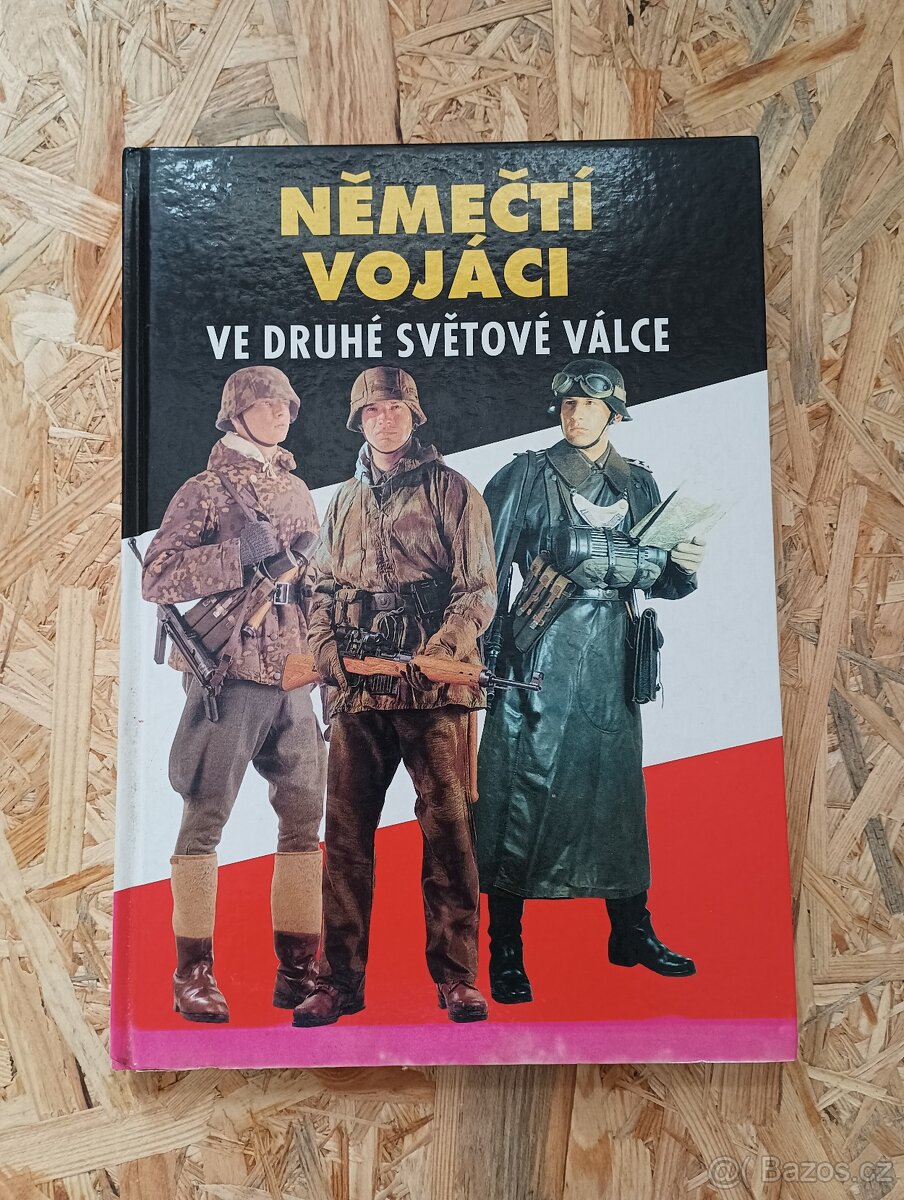 NĚMEČTÍ
VOJÁCI
VE DRUHÉ SVĚTOVÉ VÁLCE
Bazos.cz